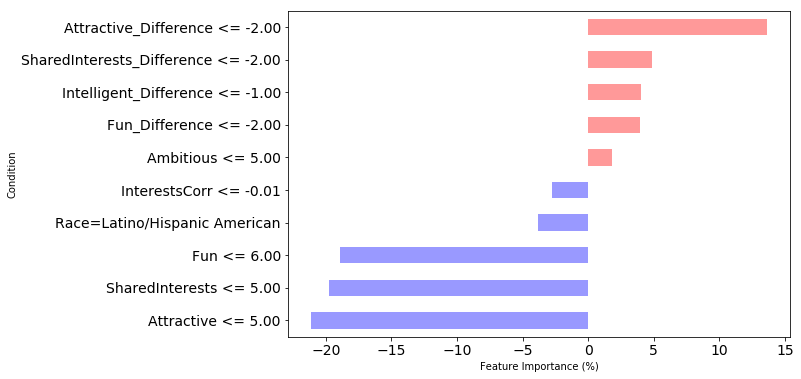 Attractive_Difference <= -2.00
SharedInterests_Difference <= -2.00
Intelligent_Difference <= -1.00
Fun_Difference <= -2.00
Ambitious <= 5.00
InterestsCorr <= -0.01
Race=Latino/Hispanic American
Fun <= 6.00
SharedInterests <= 5.00
Attractive <= 5.00
Condition
−20 −15 −10 −5 0 5 10 15
Feature Importance (%)